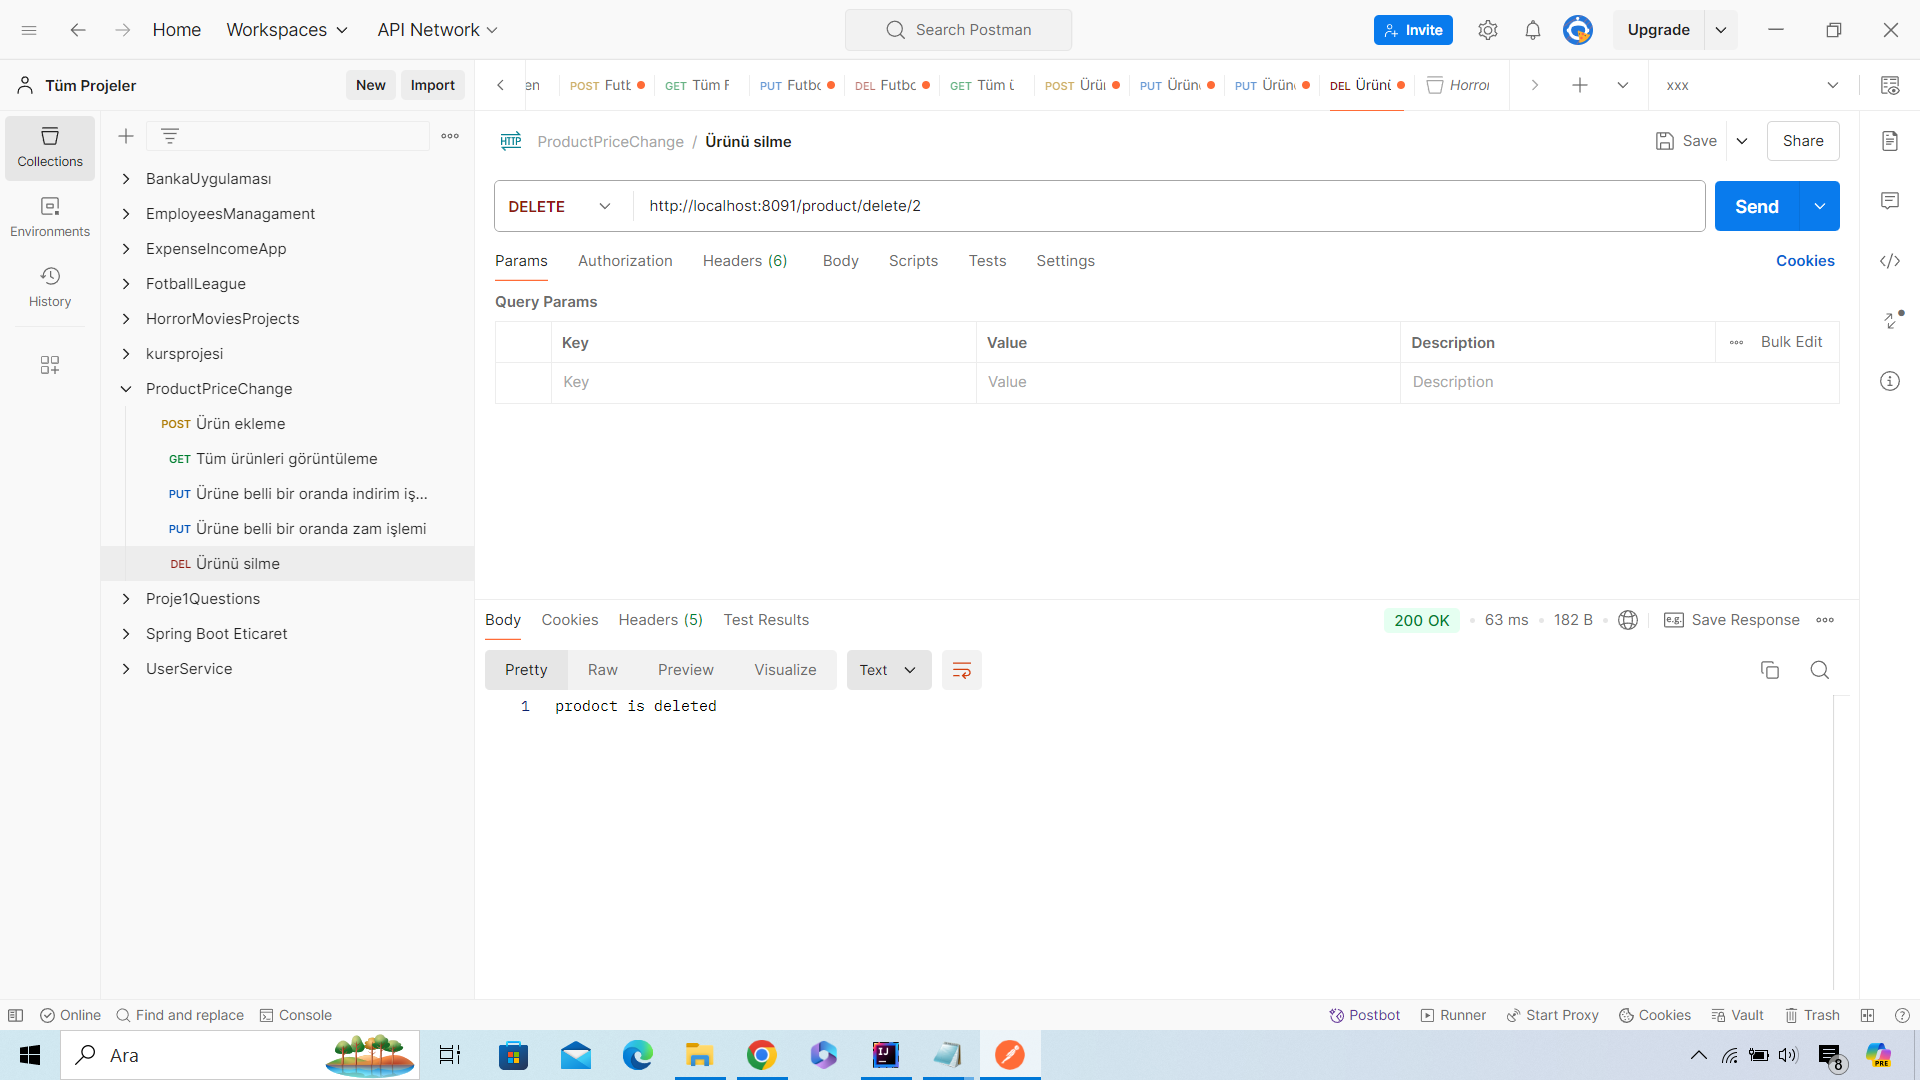 Home
Workspaces
API Network
Search Postman
Invite
Upgrade
Tüm Projeler
New
Import
en
POST Futb
GET Tüm F
PUT Futbo
DEL Futbo
GET Tüm ü
POST Ürü
PUT Ürün
PUT Ürün
DEL Ürünü
Horror
xxx
Collections
Environments
History
BankaUygulaması
EmployeesManagament
ExpenseIncomeApp
FotballLeague
HorrorMoviesProjects
kursprojesi
ProductPriceChange
POST Ürün ekleme
GET Tüm ürünleri görüntüleme
PUT Ürüne belli bir oranda indirim iş...
PUT Ürüne belli bir oranda zam işlemi
DEL Ürünü silme
Proje1Questions
Spring Boot Eticaret
UserService
HTTP ProductPriceChange / Ürünü silme
Save
Share
DELETE
http://localhost:8091/product/delete/2
Send
Params Authorization Headers (6) Body Scripts Tests Settings
Cookies
Query Params
Key Value Description Bulk Edit
Key Value Description
Body Cookies Headers (5) Test Results
200 OK 63 ms 182 B
e.g. Save Response
Pretty Raw Preview Visualize Text
1 prodoct is deleted
Online Find and replace Console
Postbot Runner Start Proxy Cookies Vault Trash
Ara
IJ
8
PRE